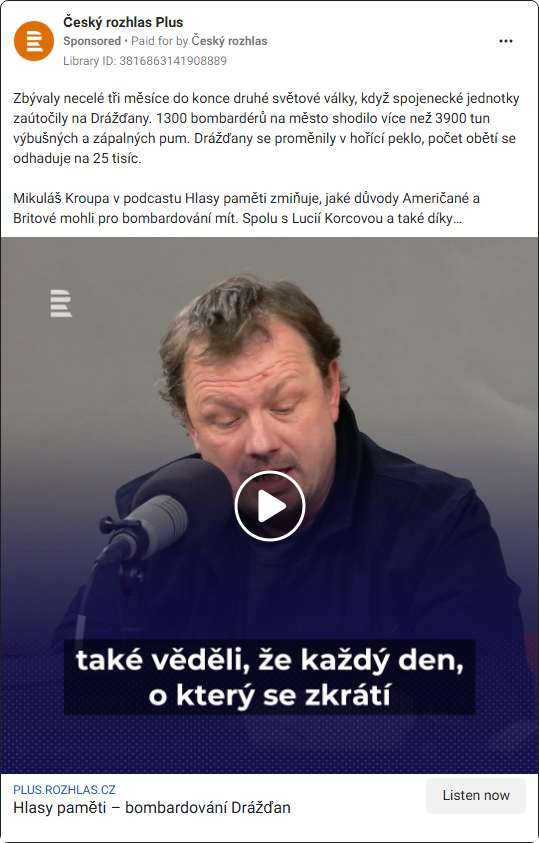 Český rozhlas Plus
Sponsored • Paid for by Český rozhlas
Library ID: 3816863141908889
Zbývaly necelé tři měsíce do konce druhé světové války, když spojenecké jednotky
zaútočily na Drážďany. 1300 bombardérů na město shodilo více než 3900 tun
výbušných a zápalných pum. Drážďany se proměnily v hořící peklo, počet obětí se
odhaduje na 25 tisíc.
Mikuláš Kroupa v podcastu Hlasy paměti zmiňuje, jaké důvody Američané a
Britové mohli pro bombardování mít. Spolu s Lucií Korcovou a také díky...
také věděli, že každý den,
o který se zkrátí
PLUS.ROZHLAS.CZ
Hlasy paměti – bombardování Drážďan
Listen now